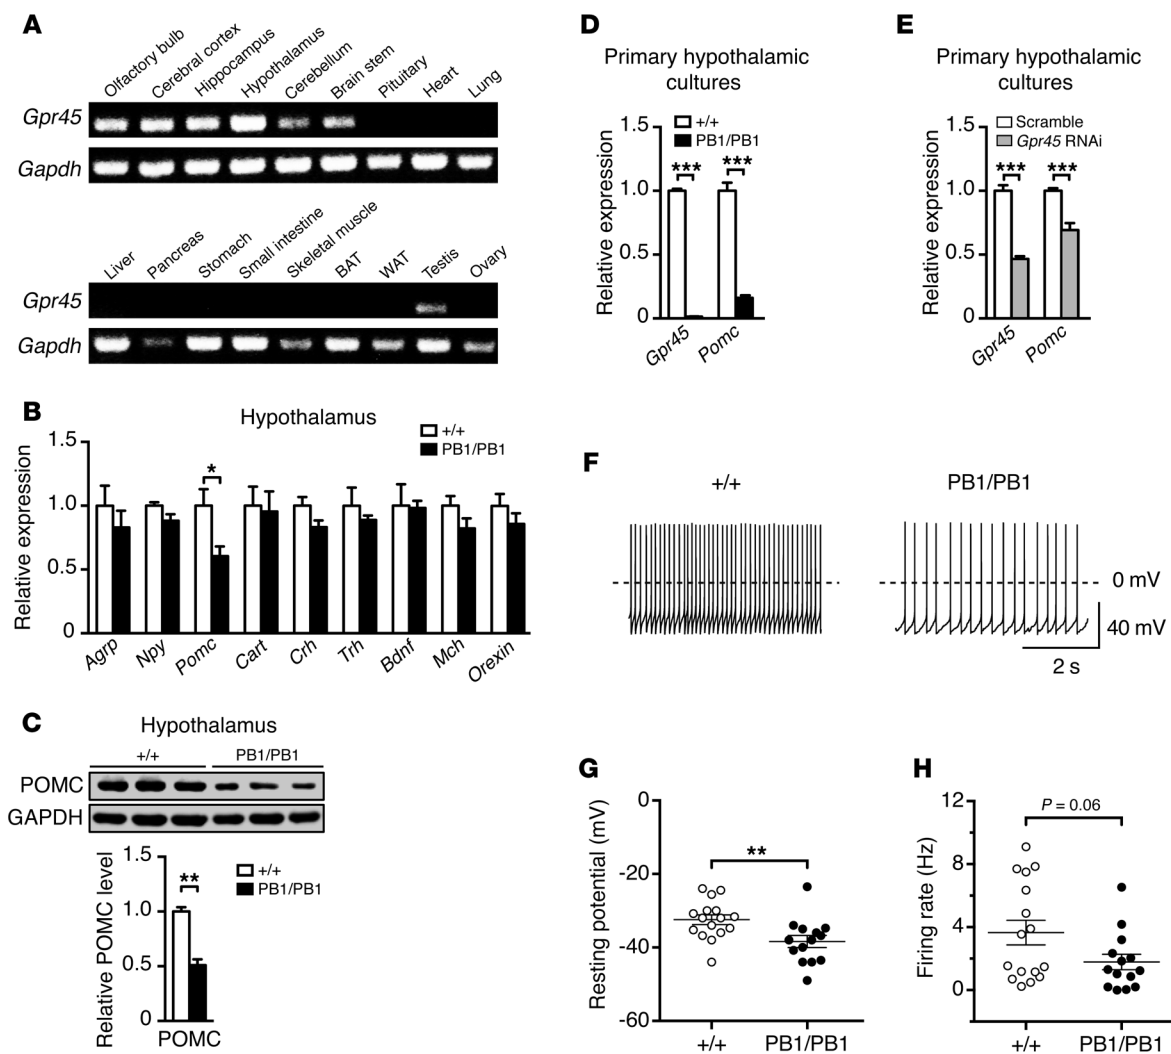 A
Olfactory bulb
Cerebral cortex
Hippocampus
Hypothalamus
Cerebellum
Brain stem
Pituitary
Heart
Lung
Gpr45
Gapdh
Liver
Pancreas
Stomach
Small intestine
Skeletal muscle
BAT
WAT
Testis
Ovary
Gpr45
Gapdh
B
Hypothalamus
+/+
PB1/PB1
Relative expression
1.5
1.0
0.5
0
*
Agrp
Npy
Pomc
Cart
Crh
Trh
Bdnf
Mch
Orexin
C
Hypothalamus
+/+ PB1/PB1
POMC
GAPDH
Relative POMC level
1.5
1.0
0.5
0
**
+/+
PB1/PB1
POMC
D
Primary hypothalamic
cultures
+/+
PB1/PB1
Relative expression
1.5
1.0
0.5
0
*** ***
Gpr45
Pomc
E
Primary hypothalamic
cultures
Scramble
Gpr45 RNAi
Relative expression
1.5
1.0
0.5
0
*** ***
Gpr45
Pomc
F
+/+ PB1/PB1
0 mV
40 mV
2 s
G
Resting potential (mV)
0
-20
-40
-60
**
+/+ PB1/PB1
H
Firing rate (Hz)
12
8
4
0
P = 0.06
+/+ PB1/PB1